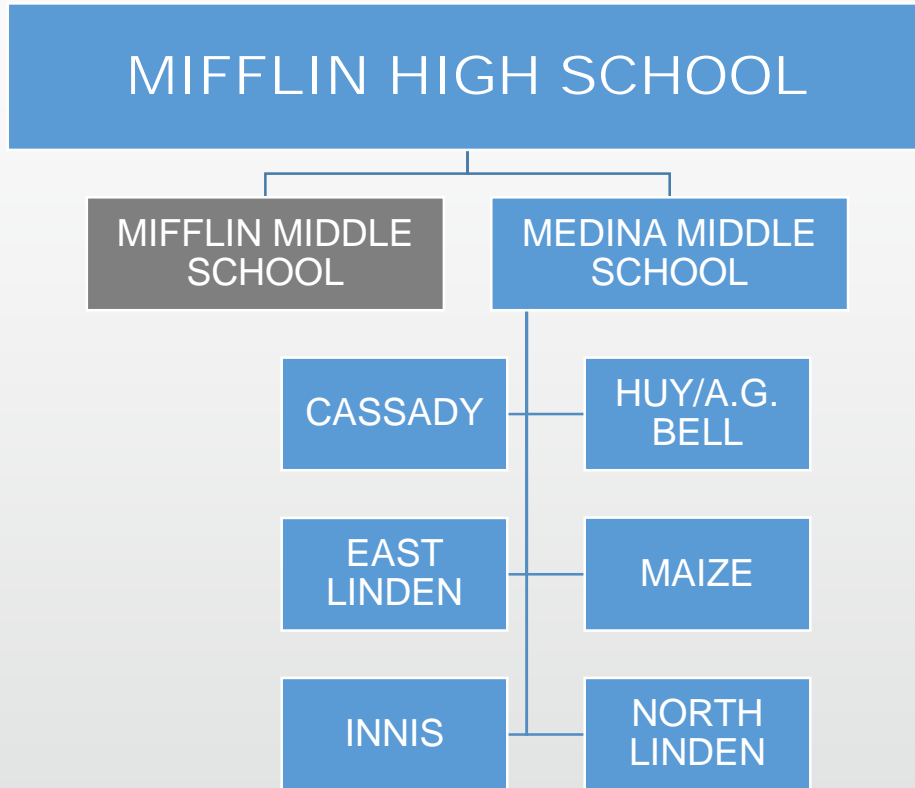 MIFFLIN HIGH SCHOOL
MIFFLIN MIDDLE
SCHOOL
MEDINA MIDDLE
SCHOOL
CASSADY
HUY/A.G.
BELL
EAST
LINDEN
MAIZE
INNIS
NORTH
LINDEN